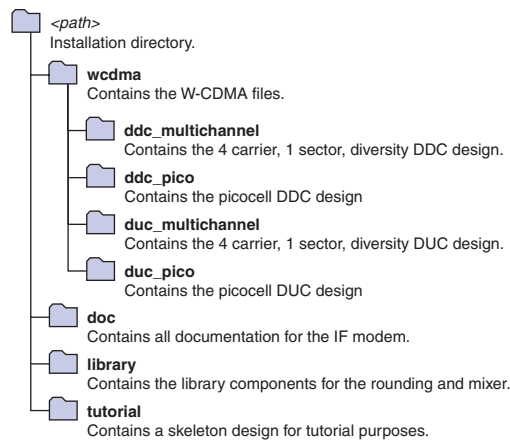 <path>
Installation directory.
wcdma
Contains the W-CDMA files.
ddc_multichannel
Contains the 4 carrier, 1 sector, diversity DDC design.
ddc_pico
Contains the picocell DDC design
duc_multichannel
Contains the 4 carrier, 1 sector, diversity DUC design.
duc_pico
Contains the picocell DUC design
doc
Contains all documentation for the IF modem.
library
Contains the library components for the rounding and mixer.
tutorial
Contains a skeleton design for tutorial purposes.